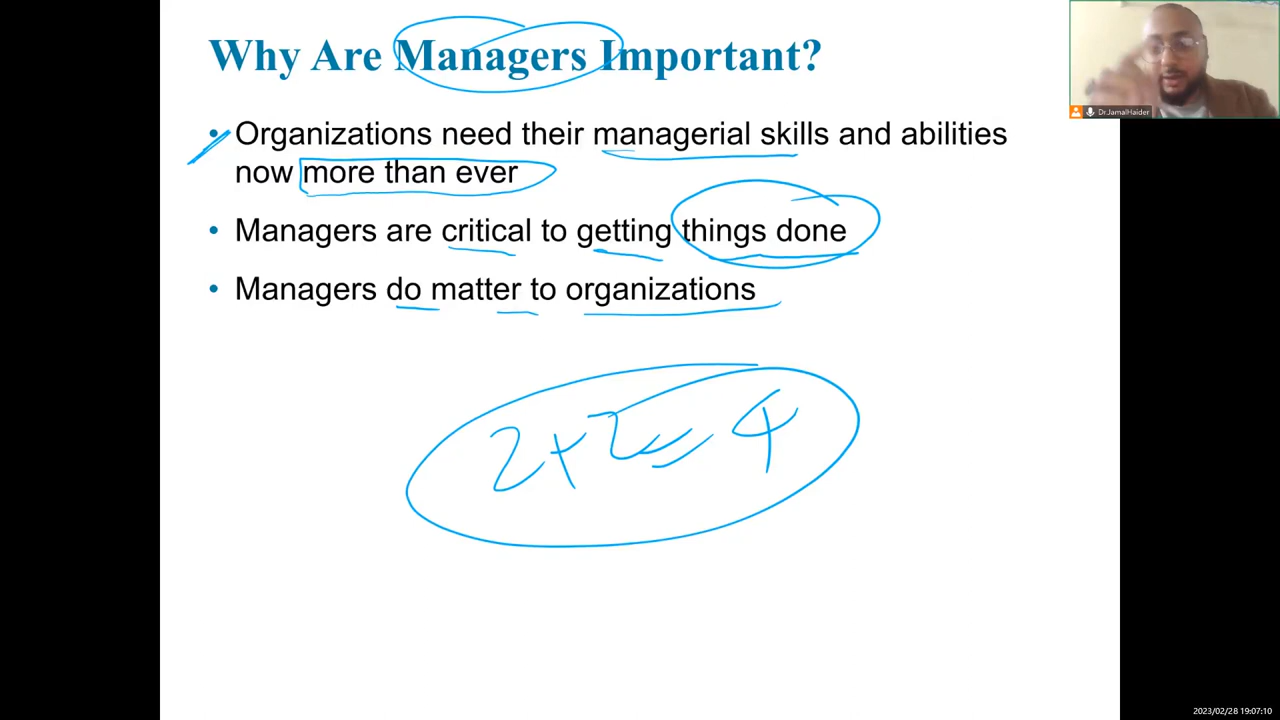 Why Are Managers Important?
Dr.JamalHaider
• Organizations need their managerial skills and abilities
now more than ever
• Managers are critical to getting things done
• Managers do matter to organizations
2+2=4
2023/02/28 19:07:10